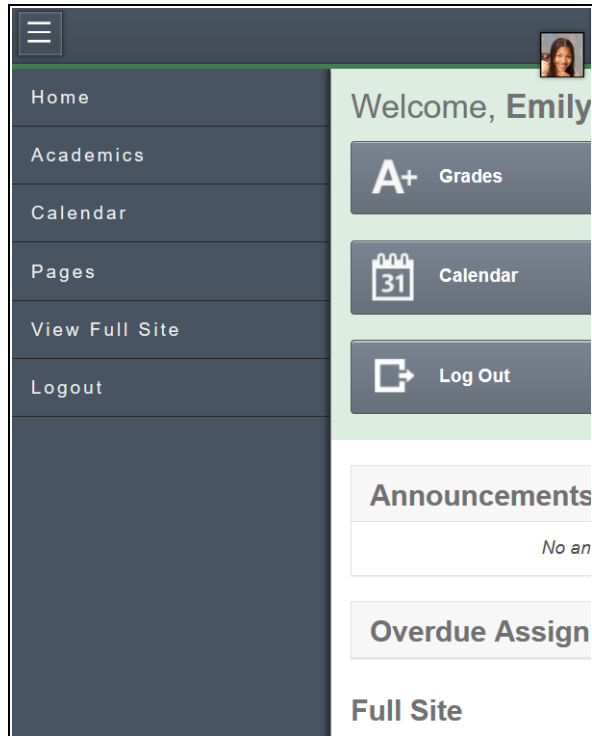 Home
Academics
Calendar
Pages
View Full Site
Logout
Welcome, Emily
A+ Grades
31 Calendar
Log Out
Announcements
No an
Overdue Assign
Full Site